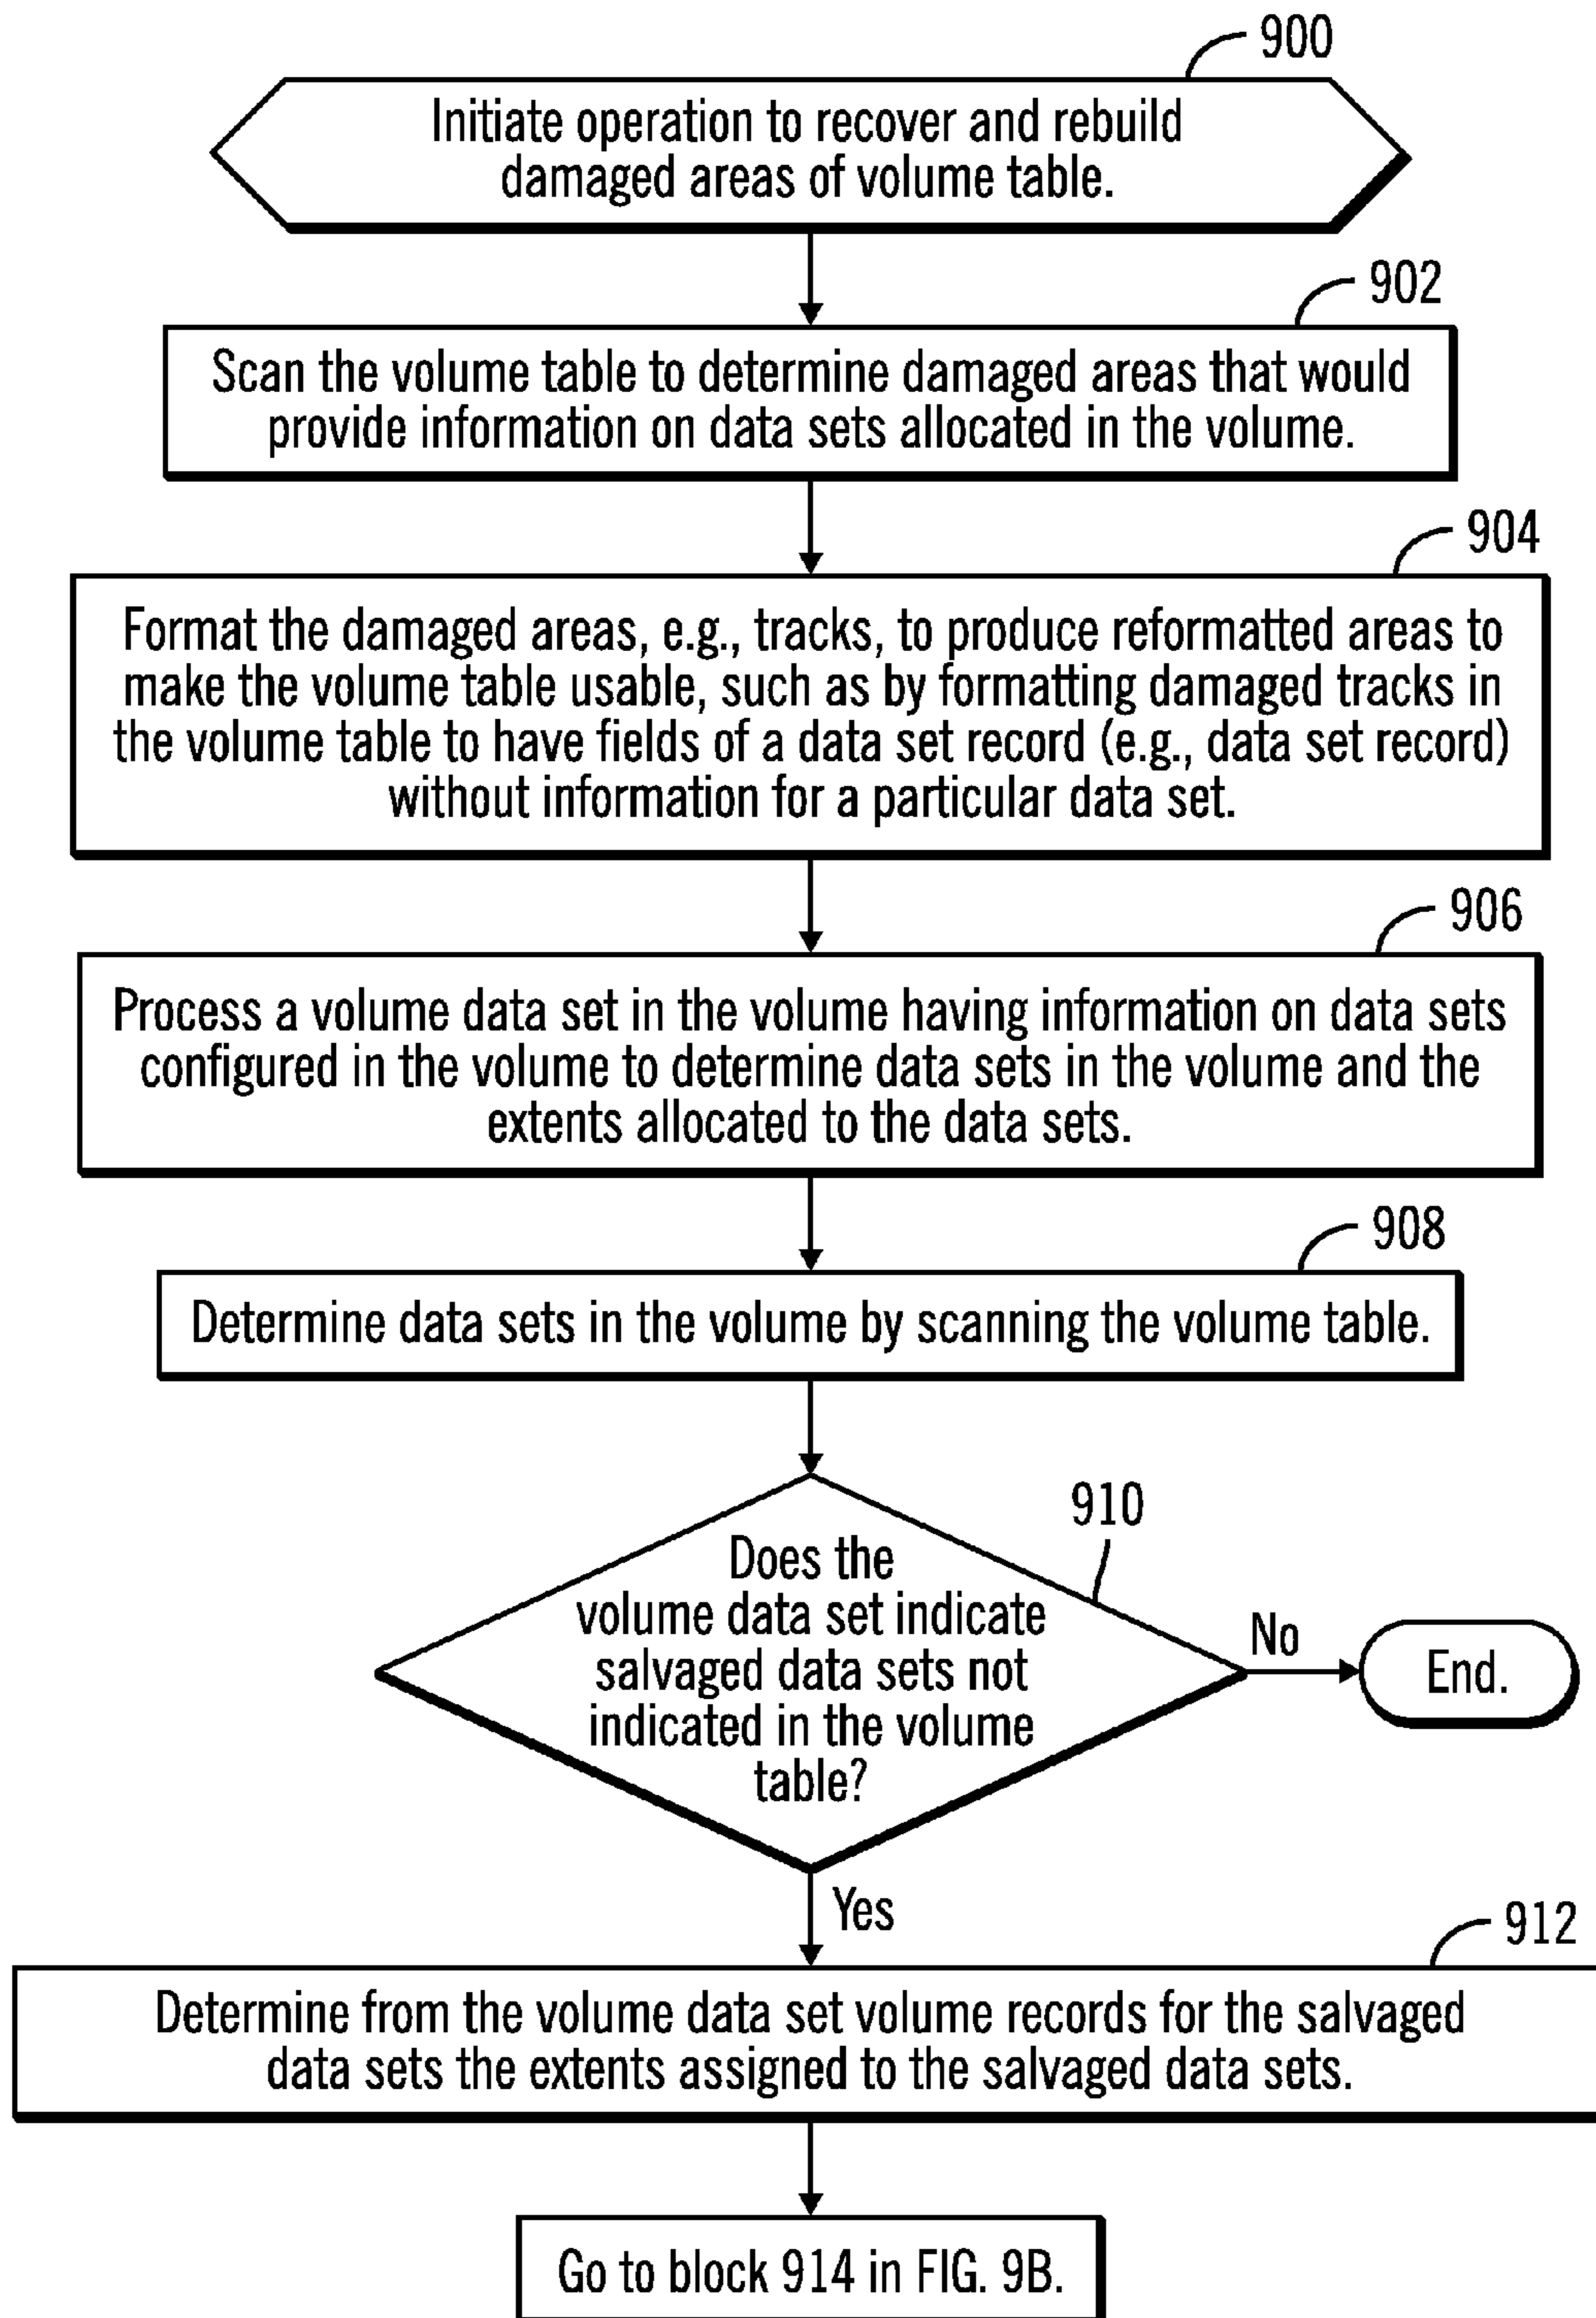 900
Initiate operation to recover and rebuild
damaged areas of volume table.
902
Scan the volume table to determine damaged areas that would
provide information on data sets allocated in the volume.
904
Format the damaged areas, e.g., tracks, to produce reformatted areas to
make the volume table usable, such as by formatting damaged tracks in
the volume table to have fields of a data set record (e.g., data set record)
without information for a particular data set.
906
Process a volume data set in the volume having information on data sets
configured in the volume to determine data sets in the volume and the
extents allocated to the data sets.
908
Determine data sets in the volume by scanning the volume table.
910
Does the
volume data set indicate
salvaged data sets not
indicated in the volume
table?
No
End.
Yes
912
Determine from the volume data set volume records for the salvaged
data sets the extents assigned to the salvaged data sets.
Go to block 914 in FIG. 9B.